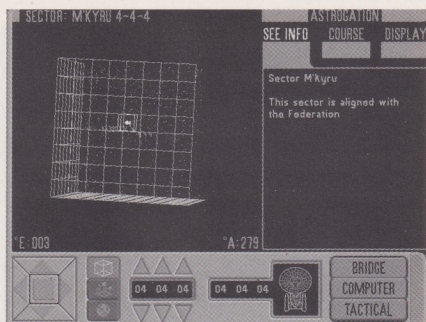 SECTOR: M'KYRU 4-4-4
ASTROGATION
SEE INFO COURSE DISPLAY
Sector M'Kyru
This sector is aligned with
the Federation
°E:003 °A:279
04 04 04 04 04 04
BRIDGE
COMPUTER
TACTICAL